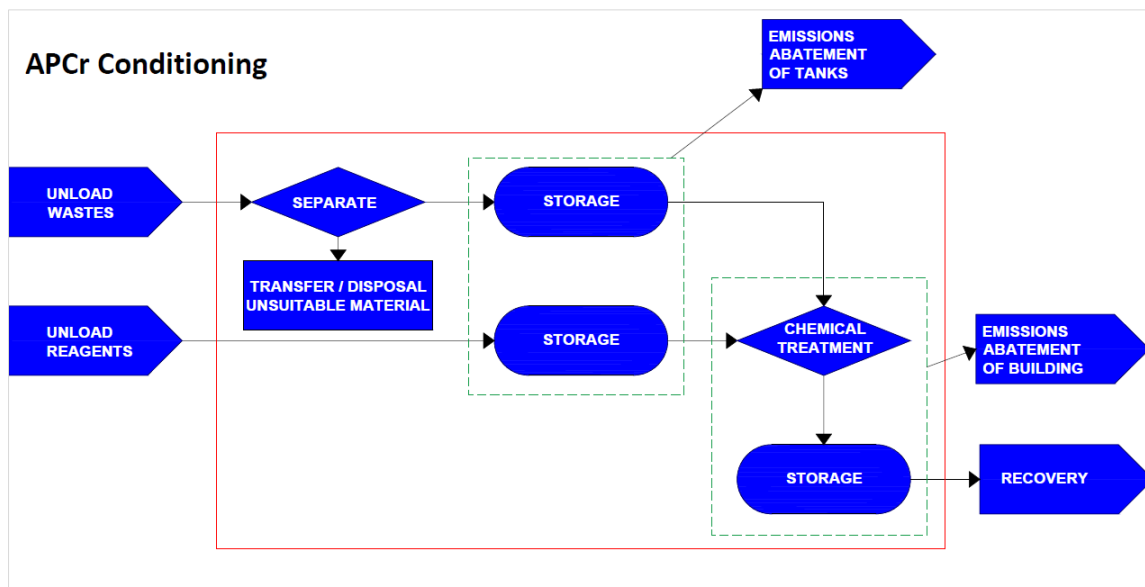 APCr Conditioning
EMISSIONS
ABATEMENT
OF TANKS
UNLOAD
WASTES
SEPARATE
STORAGE
TRANSFER / DISPOSAL
UNSUITABLE MATERIAL
UNLOAD
REAGENTS
STORAGE
CHEMICAL
TREATMENT
EMISSIONS
ABATEMENT
OF BUILDING
STORAGE
RECOVERY